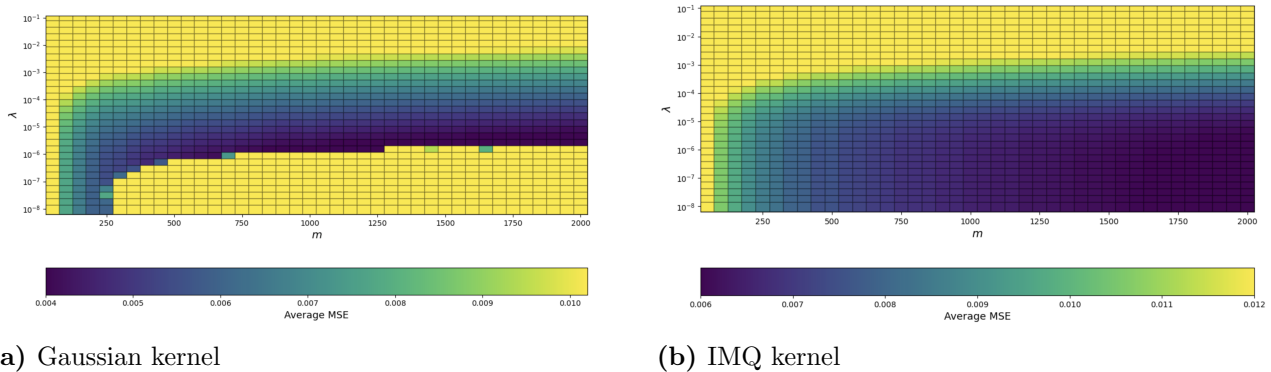 10⁻¹
10⁻²
10⁻³
10⁻⁴
10⁻⁵
10⁻⁶
10⁻⁷
10⁻⁸
λ
250 500 750 1000 1250 1500 1750 2000
m
0.004 0.005 0.006 0.007 0.008 0.009 0.010
Average MSE
a) Gaussian kernel
10⁻¹
10⁻²
10⁻³
10⁻⁴
10⁻⁵
10⁻⁶
10⁻⁷
10⁻⁸
λ
250 500 750 1000 1250 1500 1750 2000
m
0.006 0.007 0.008 0.009 0.010 0.011 0.012
Average MSE
(b) IMQ kernel